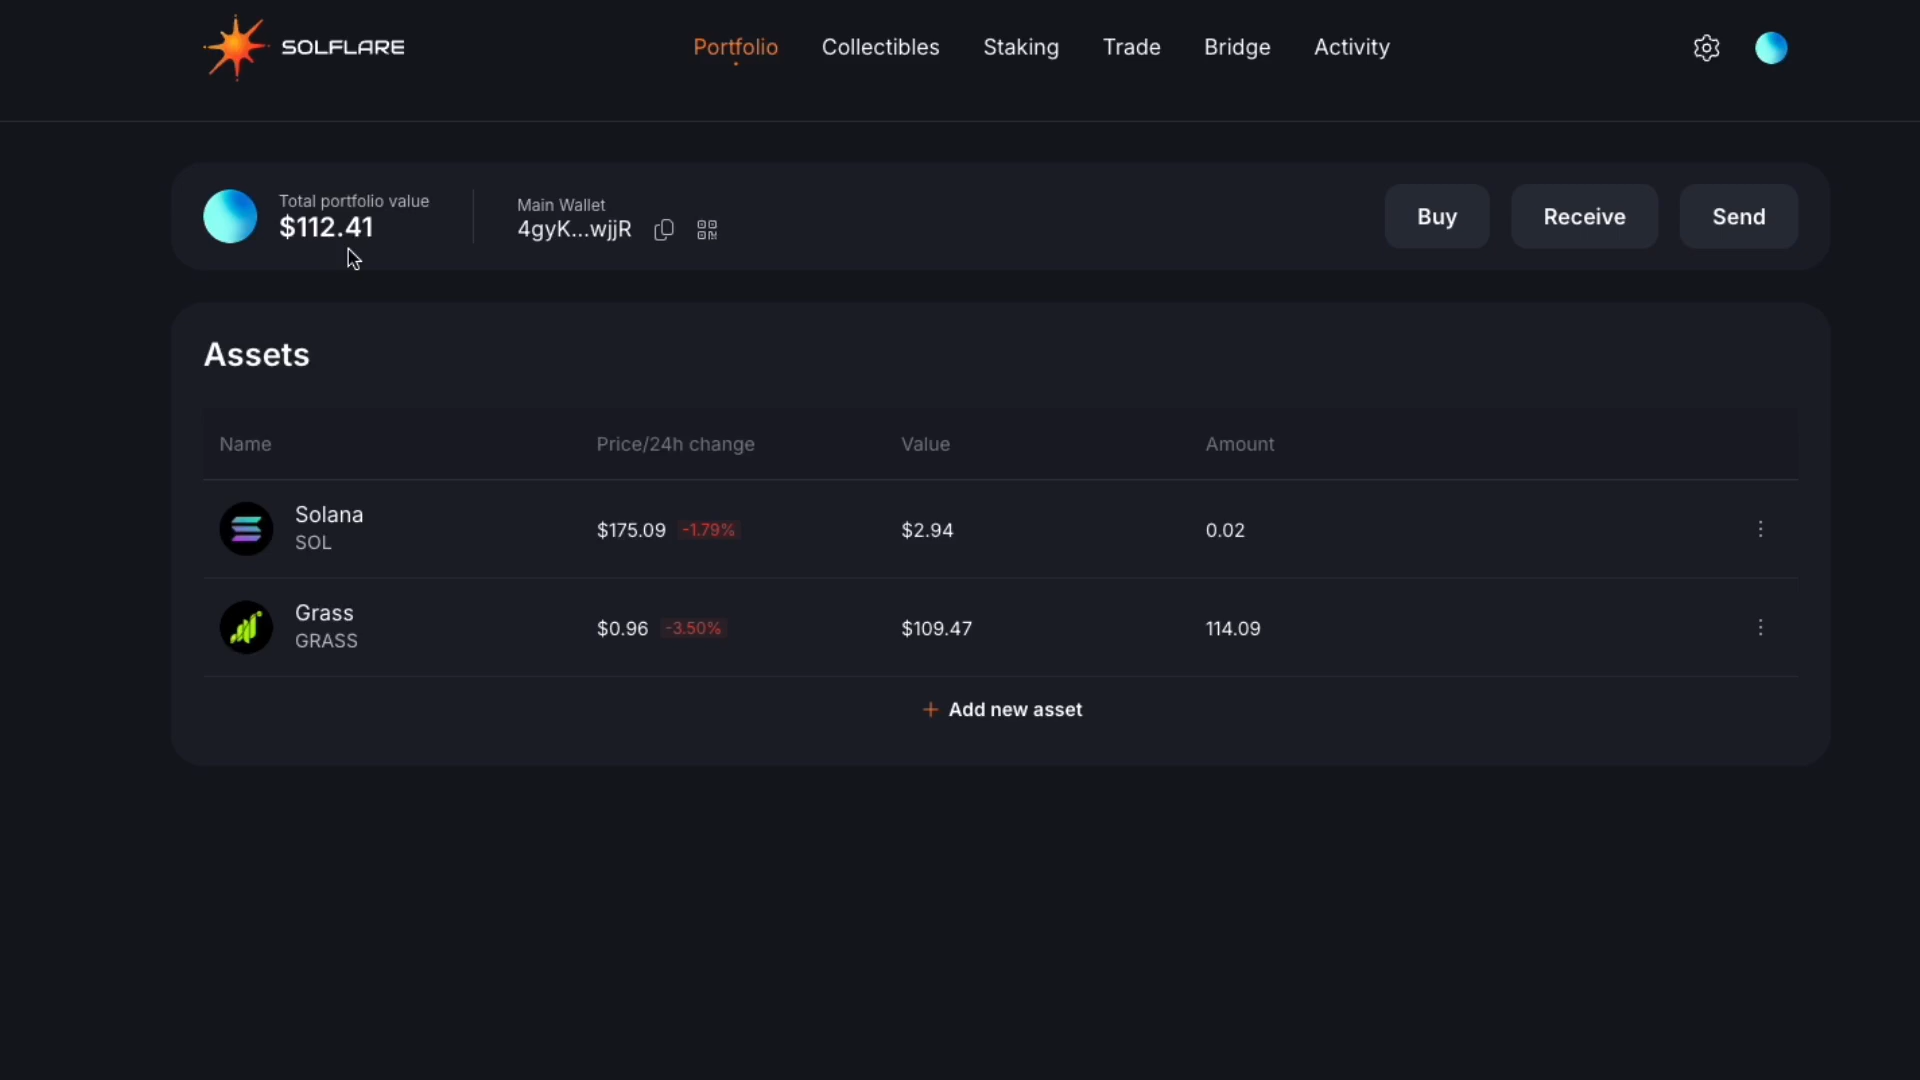 SOLFLARE
Portfolio Collectibles Staking Trade Bridge Activity
Total portfolio value
$112.41
Main Wallet
4gyK...wjjR
Buy Receive Send
Assets
Name Price/24h change Value Amount
Solana
SOL
$175.09 -1.79% $2.94 0.02
Grass
GRASS
$0.96 -3.50% $109.47 114.09
+ Add new asset